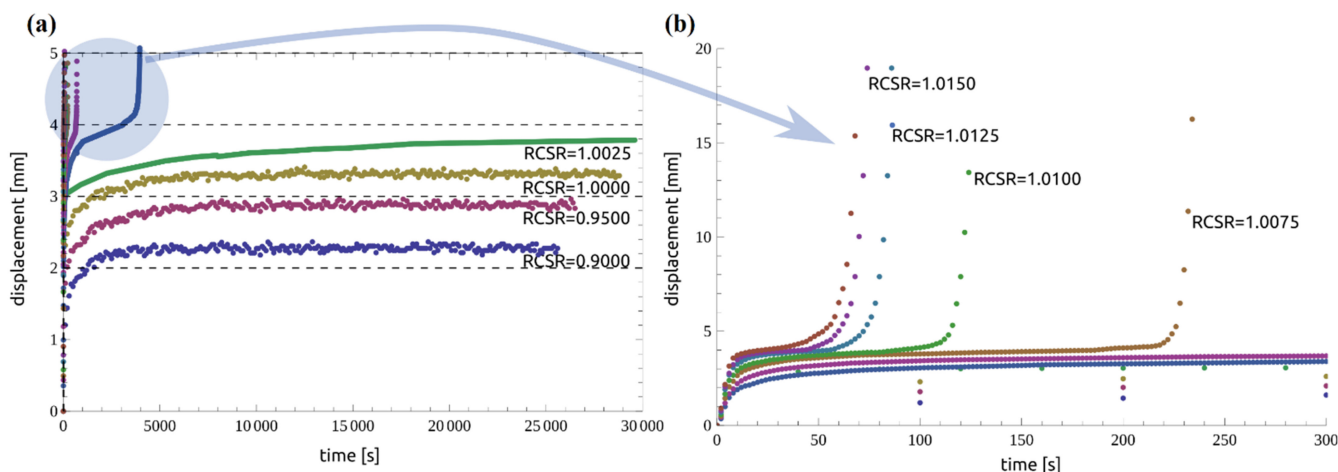 (a)
5
4
3
2
1
0
displacement [mm]
RCSR=1.0025
RCSR=1.0000
RCSR=0.9500
RCSR=0.9000
0
5000
10 000
15 000
20 000
25 000
30 000
time [s]
(b)
20
15
10
5
0
displacement [mm]
RCSR=1.0150
RCSR=1.0125
RCSR=1.0100
RCSR=1.0075
0
50
100
150
200
250
300
time [s]